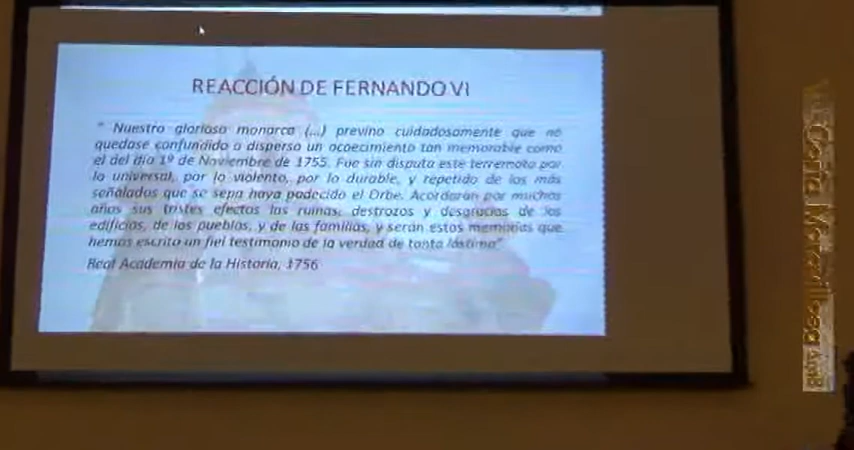 REACCIÓN DE FERNANDO VI
" Nuestro glorioso monarca (...) previno cuidadosamente que no
quedase confundido o disperso un acaecimiento tan memorable como
el del día 1º de Noviembre de 1755. Fue sin disputa este terremoto por
lo universal, por lo violento, por lo durable, y repetido de los más
señalados que se sepa haya padecido el Orbe. Acordarán por muchos
años sus tristes efectos las ruinas, destrozos y desgracias de los
edificios, de los pueblos, y de las familias, y serán estos memorias que
hemos escrito un fiel testimonio de la verdad de tanta lástima"
Real Academia de la Historia, 1756
Costa Maravillosa